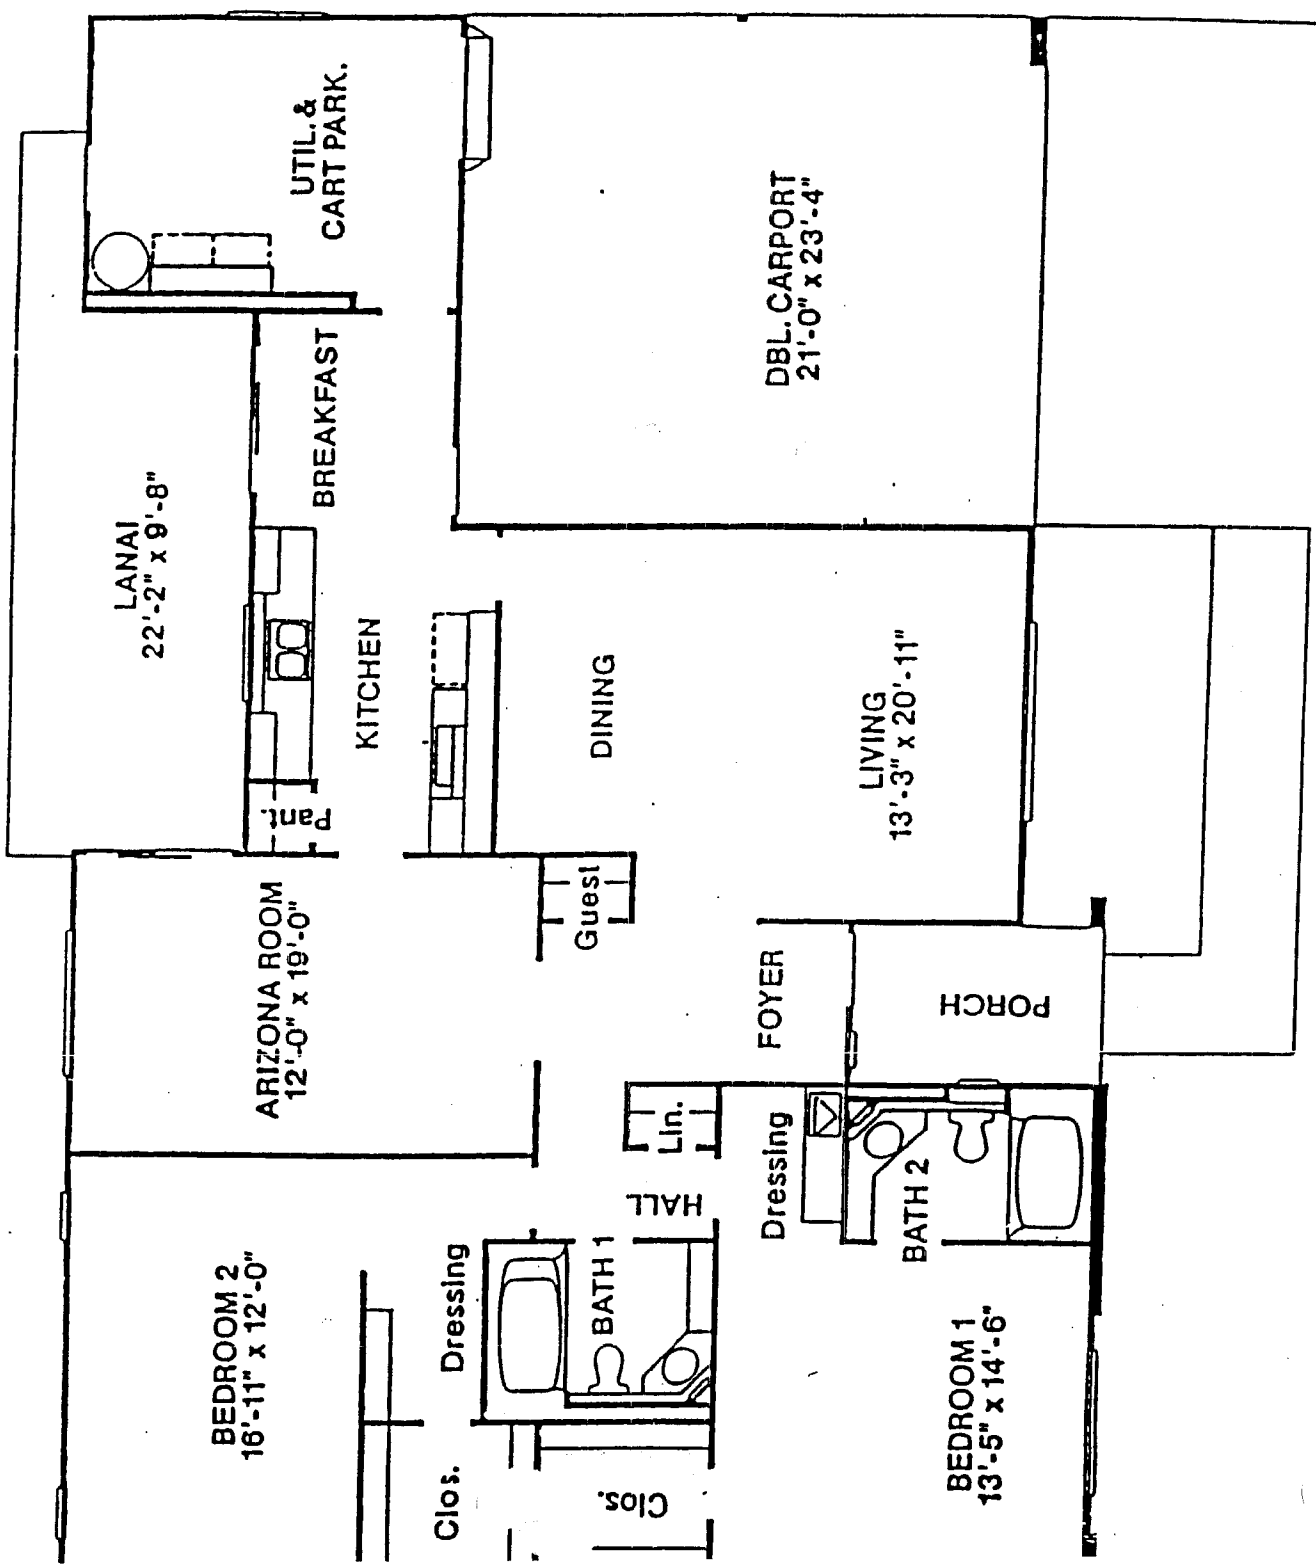 UTIL. &
CART PARK.
LANAI
22'-2" x 9'-8"
BREAKFAST
DBL. CARPORT
21'-0" x 23'-4"
KITCHEN
Pant.
DINING
LIVING
13'-3" x 20'-11"
ARIZONA ROOM
12'-0" x 19'-0"
Guest
FOYER
PORCH
Lin.
HALL
Dressing
BATH 2
BEDROOM 2
16'-11" x 12'-0"
Dressing
BATH 1
Clos.
Clos.
BEDROOM 1
13'-5" x 14'-6"